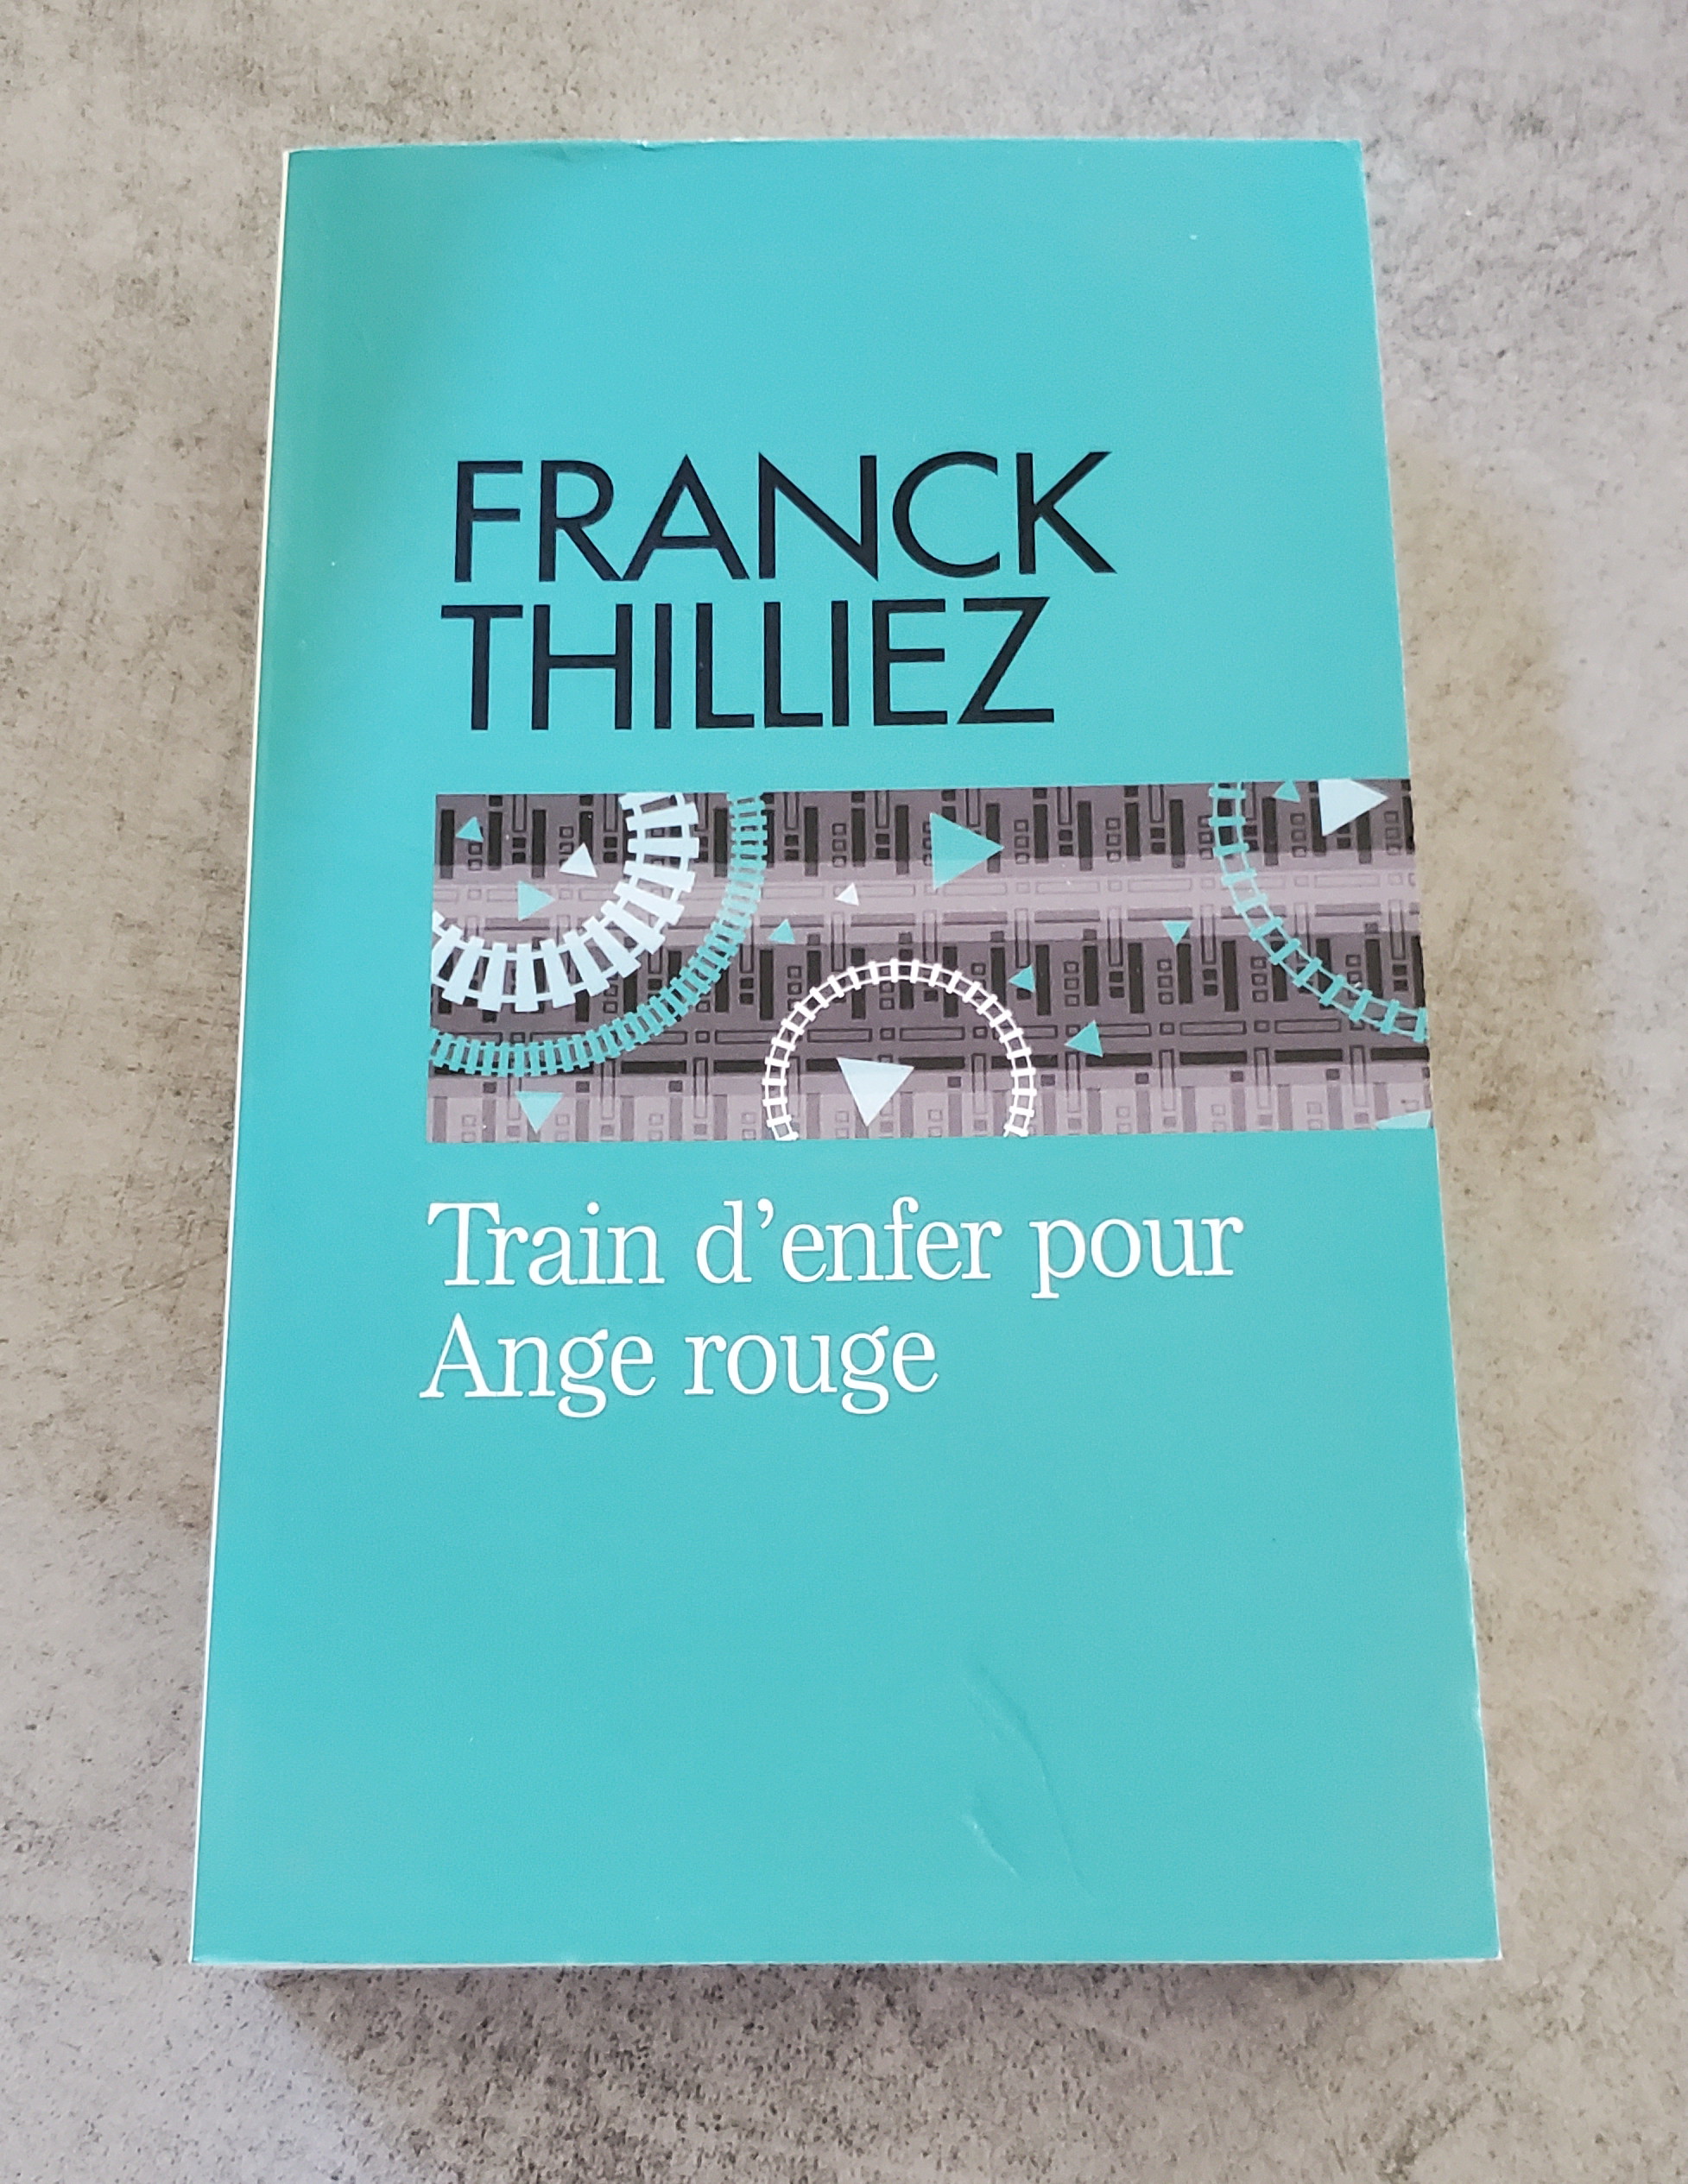 FRANCK
THILLIEZ
Train d’enfer pour
Ange rouge